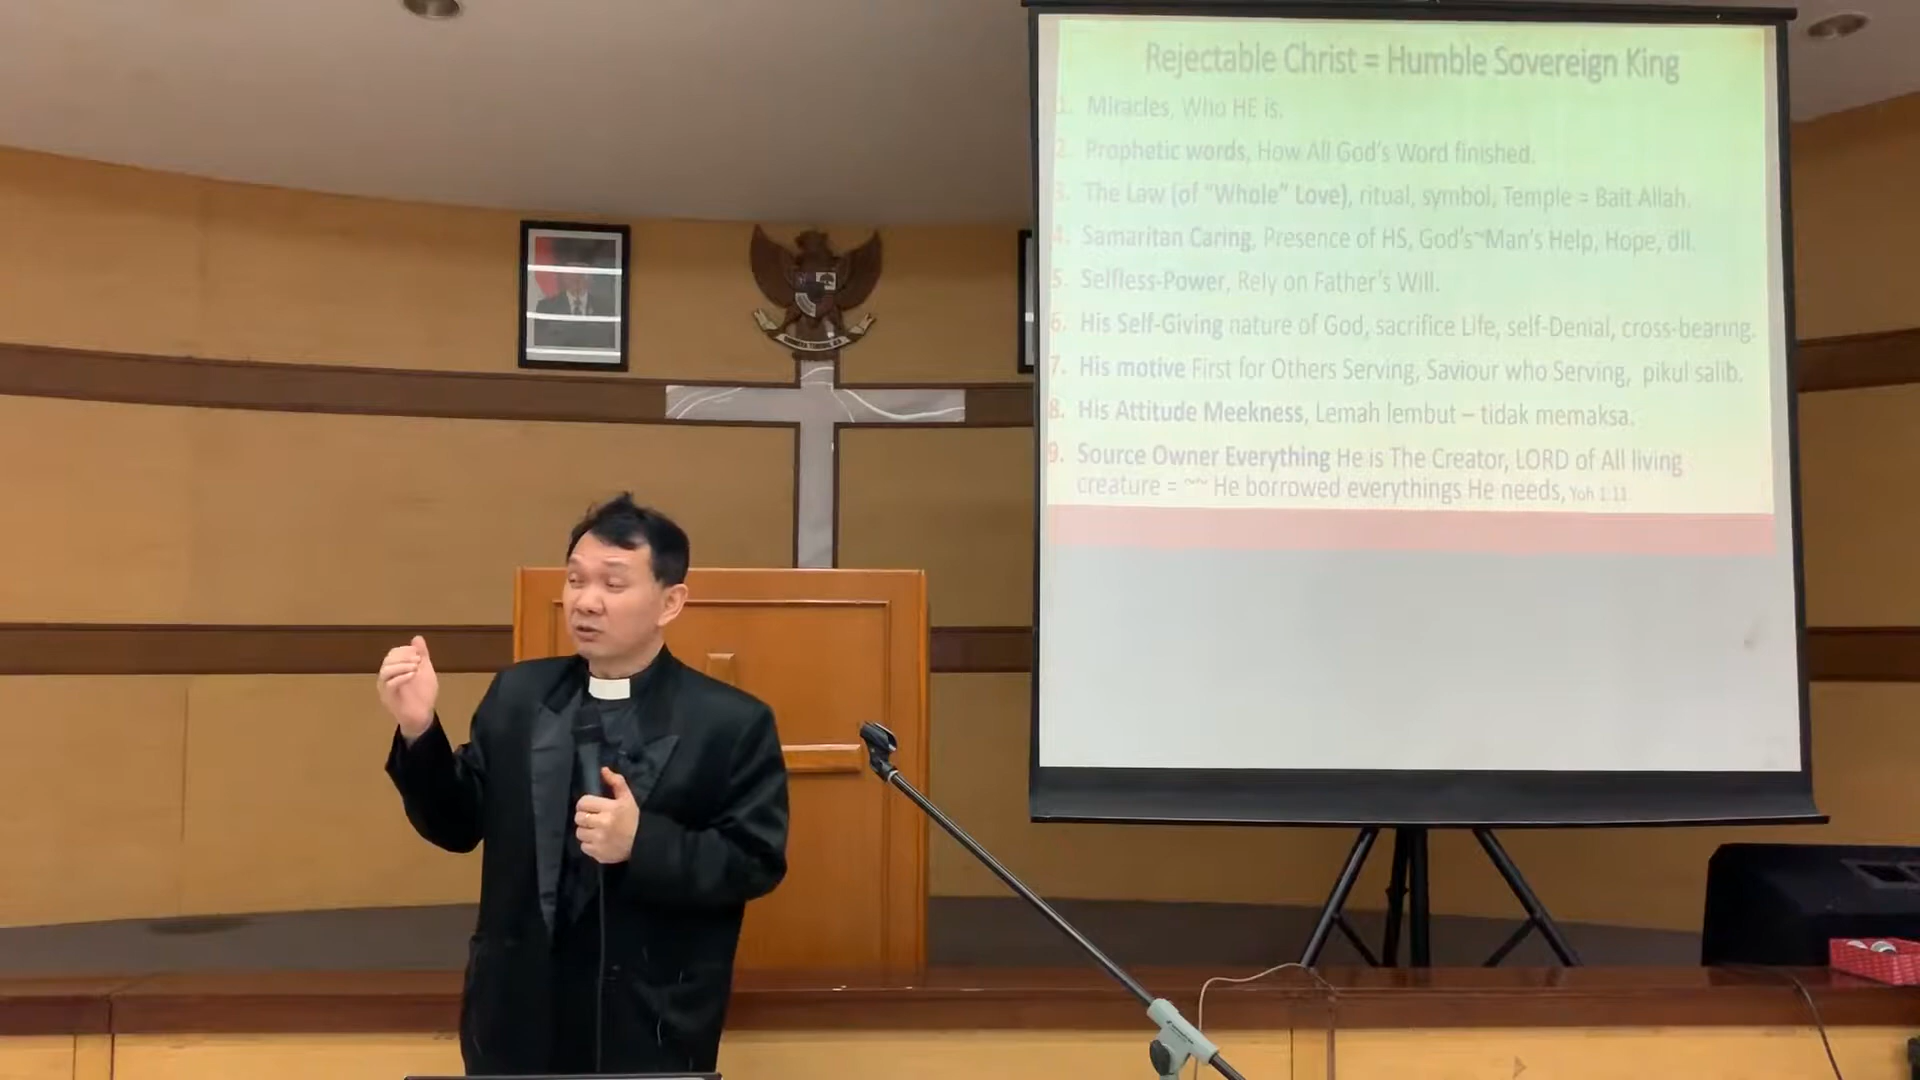 Rejectable Christ = Humble Sovereign King
1. Miracles, Who HE is.
2. Prophetic words, How All God's Word finished.
3. The Law (of "Whole" Love), ritual, symbol, Temple = Bait Allah.
4. Samaritan Caring, Presence of HS, God's~Man's Help, Hope, dll.
5. Selfless-Power, Rely on Father's Will.
6. His Self-Giving nature of God, sacrifice Life, self-Denial, cross-bearing.
7. His motive First for Others Serving, Saviour who Serving, pikul salib.
8. His Attitude Meekness, Lemah lembut – tidak memaksa.
9. Source Owner Everything He is The Creator, LORD of All living
creature = ~~ He borrowed everythings He needs, Yoh 1:11